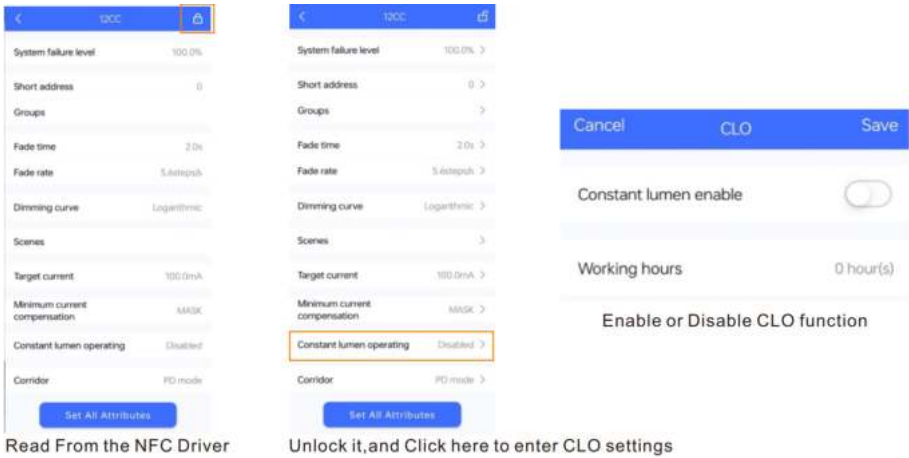 12CC
System failure level 100.0%
Short address 0
Groups
Fade time 2.0s
Fade rate
Dimming curve Logarithmic
Scenes
Target current 100.0mA
Minimum current
compensation MASK
Constant lumen operating Disabled
Corridor PD mode
Set All Attributes
Read From the NFC Driver
12CC
System failure level 100.0%
Short address 0
Groups
Fade time 2.0s
Fade rate
Dimming curve Logarithmic
Scenes
Target current 100.0mA
Minimum current
compensation MASK
Constant lumen operating Disabled
Corridor PD mode
Set All Attributes
Unlock it,and Click here to enter CLO settings
Cancel CLO Save
Constant lumen enable
Working hours 0 hour(s)
Enable or Disable CLO function